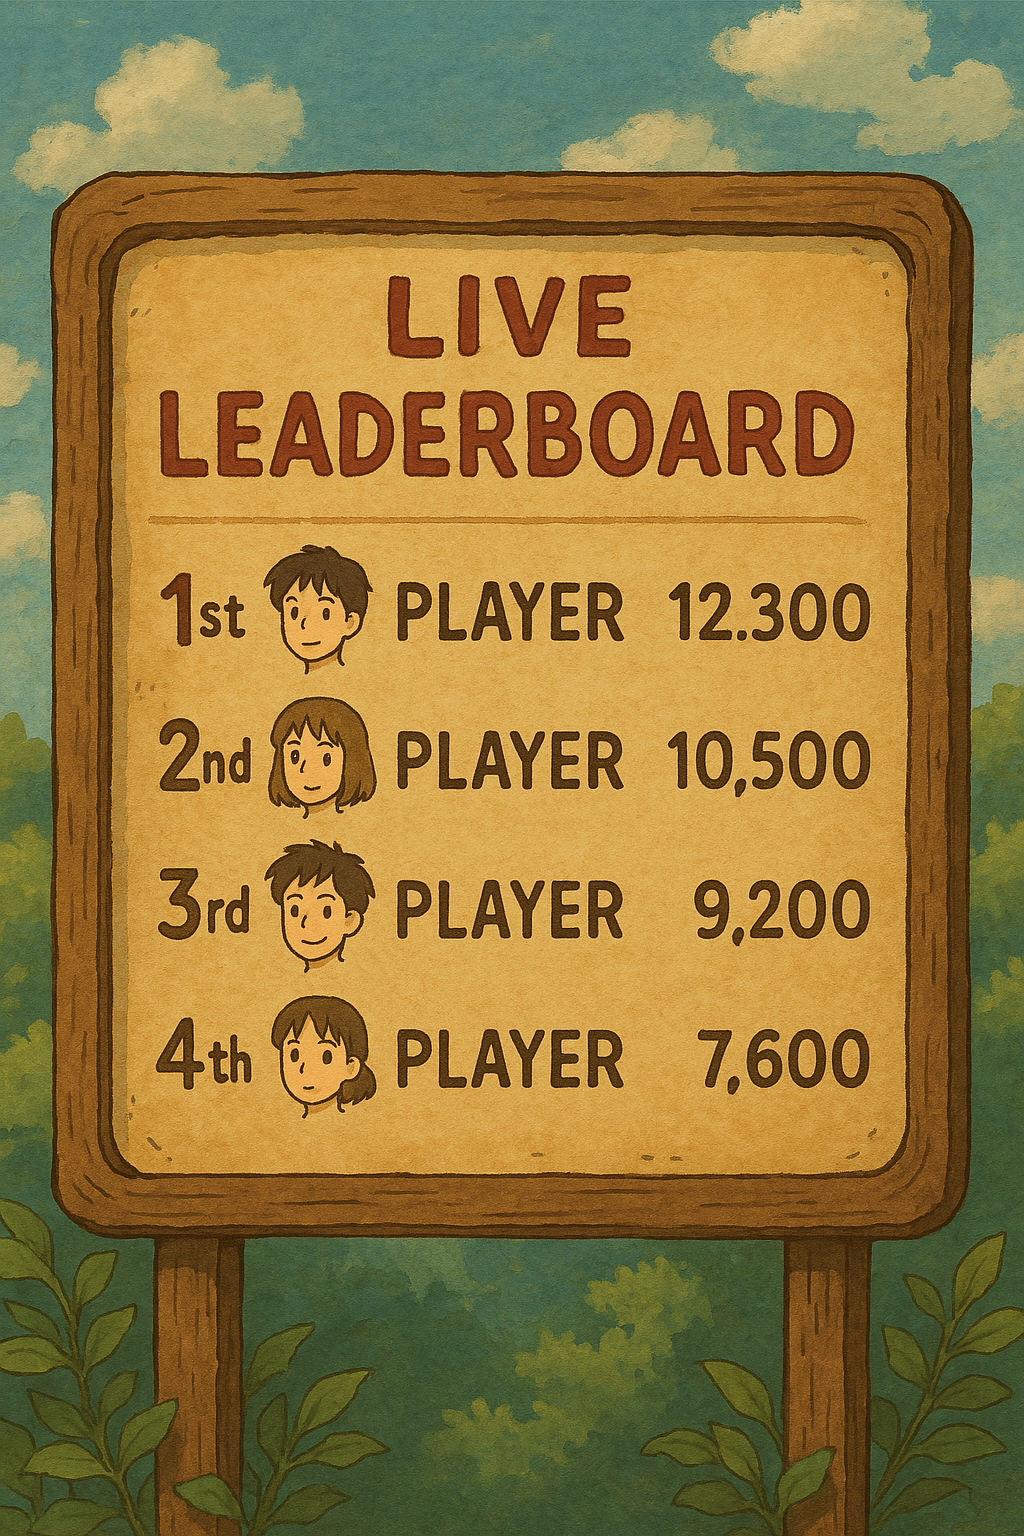 LIVE
LEADERBOARD
1st PLAYER 12.300
2nd PLAYER 10,500
3rd PLAYER 9,200
4th PLAYER 7,600